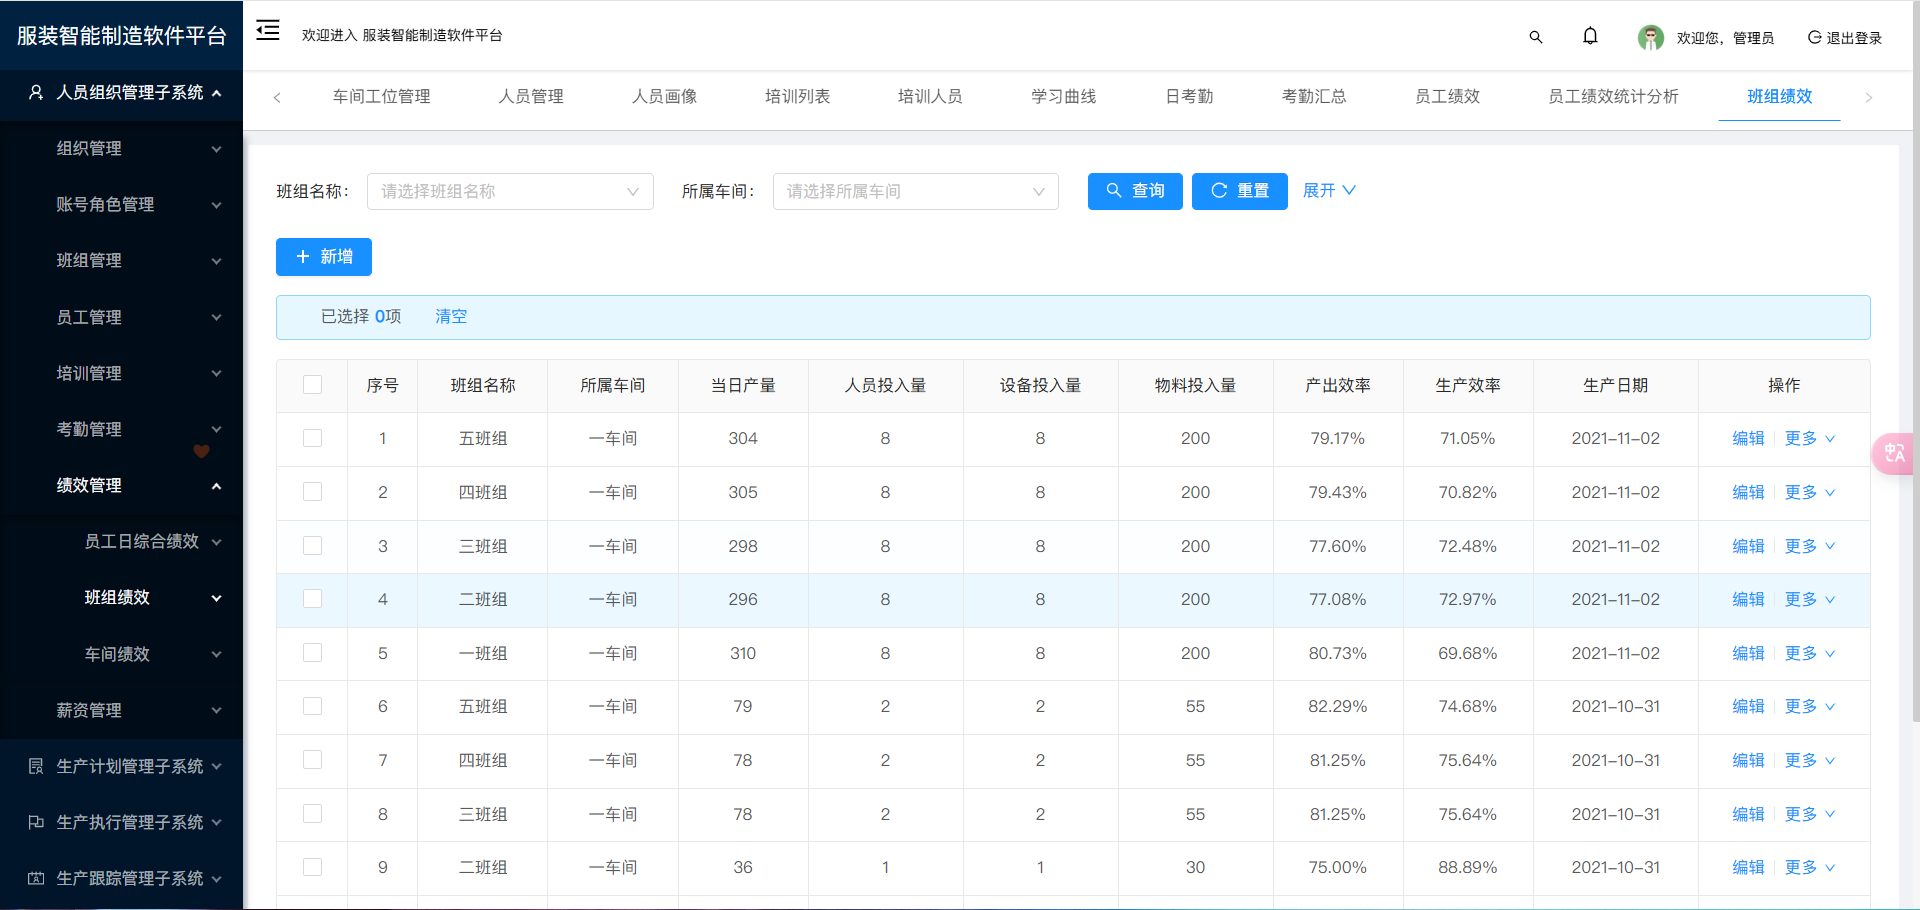 服装智能制造软件平台
欢迎进入 服装智能制造软件平台
欢迎您，管理员
退出登录
人员组织管理子系统
组织管理
账号角色管理
班组管理
员工管理
培训管理
考勤管理
绩效管理
员工日综合绩效
班组绩效
车间绩效
薪资管理
生产计划管理子系统
生产执行管理子系统
生产跟踪管理子系统
车间工位管理 人员管理 人员画像 培训列表 培训人员 学习曲线 日考勤 考勤汇总 员工绩效 员工绩效统计分析 班组绩效
班组名称： 请选择班组名称 所属车间： 请选择所属车间 查询 重置 展开
新增
已选择 0项 清空
序号 班组名称 所属车间 当日产量 人员投入量 设备投入量 物料投入量 产出效率 生产效率 生产日期 操作
1 五班组 一车间 304 8 8 200 79.17% 71.05% 2021-11-02 编辑 更多
2 四班组 一车间 305 8 8 200 79.43% 70.82% 2021-11-02 编辑 更多
3 三班组 一车间 298 8 8 200 77.60% 72.48% 2021-11-02 编辑 更多
4 二班组 一车间 296 8 8 200 77.08% 72.97% 2021-11-02 编辑 更多
5 一班组 一车间 310 8 8 200 80.73% 69.68% 2021-11-02 编辑 更多
6 五班组 一车间 79 2 2 55 82.29% 74.68% 2021-10-31 编辑 更多
7 四班组 一车间 78 2 2 55 81.25% 75.64% 2021-10-31 编辑 更多
8 三班组 一车间 78 2 2 55 81.25% 75.64% 2021-10-31 编辑 更多
9 二班组 一车间 36 1 1 30 75.00% 88.89% 2021-10-31 编辑 更多
中A